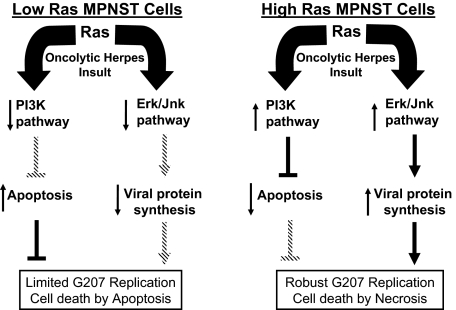 Low Ras MPNST Cells
Ras
Oncolytic Herpes
Insult
PI3K
pathway
Erk/Jnk
pathway
Apoptosis
Viral protein
synthesis
Limited G207 Replication
Cell death by Apoptosis
High Ras MPNST Cells
Ras
Oncolytic Herpes
Insult
PI3K
pathway
Erk/Jnk
pathway
Apoptosis
Viral protein
synthesis
Robust G207 Replication
Cell death by Necrosis